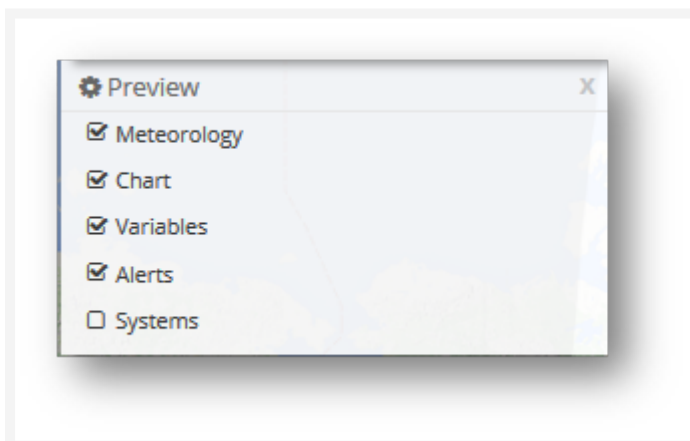 Preview x
Meteorology
Chart
Variables
Alerts
Systems